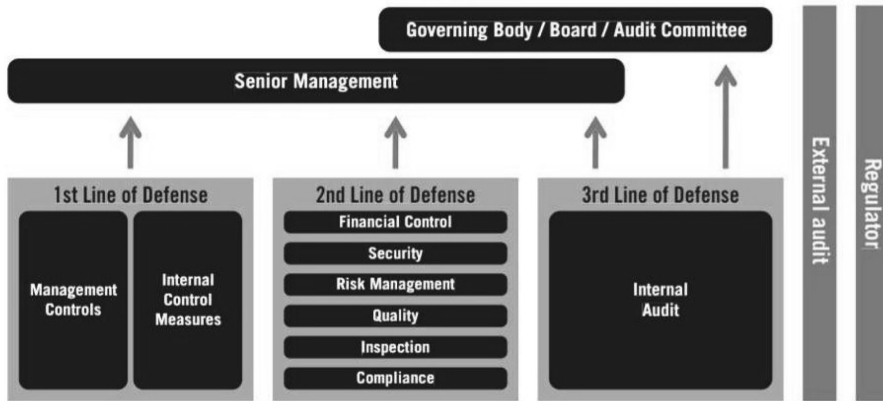 Governing Body / Board / Audit Committee
Senior Management
1st Line of Defense
Management
Controls
Internal
Control
Measures
2nd Line of Defense
Financial Control
Security
Risk Management
Quality
Inspection
Compliance
3rd Line of Defense
Internal
Audit
External audit
Regulator